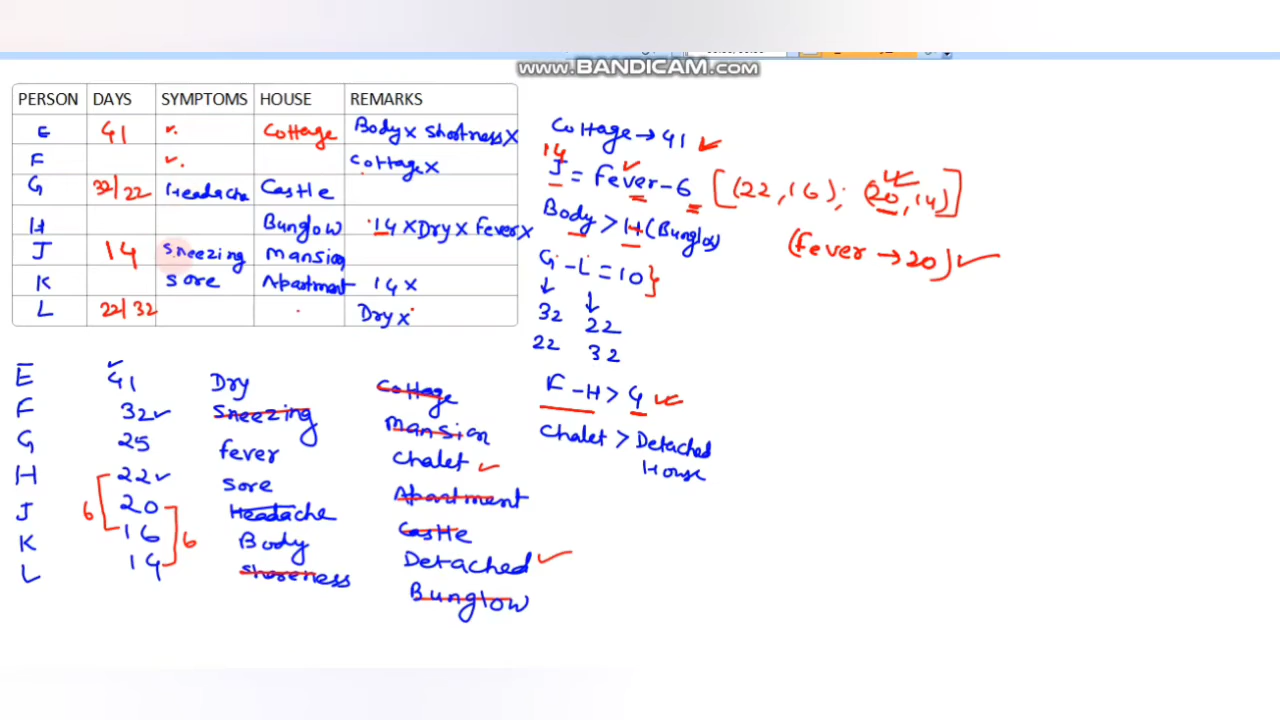 www.BANDICAM.com
PERSON DAYS SYMPTOMS HOUSE REMARKS
E 41 ✓. Cottage Body x Shortness x
F ✓. Cottage x
G 32/22 Headache Castle
H Bunglow 14 x Dry x Fever x
J 14 Sneezing mansion
K Sore Apartment 14 x
L 22/32 Dry x
Cottage → 41 ✓
14
J = Fever - 6 [(22, 16); (20, 14)]
Body > H (Bunglow)
(Fever → 20) ✓
G - L = 10 }
↓ ↓
32 22
22 32
F - H > 4 ✓
Chalet > Detached
House
E 41 Dry Cottage
F 32 ✓ Sneezing Mansion
G 25 fever Chalet ✓
H 22 ✓ Sore Apartment
J 20 Headache Castle
6
K 16 6 Body Detached ✓
L 14 Bunglow